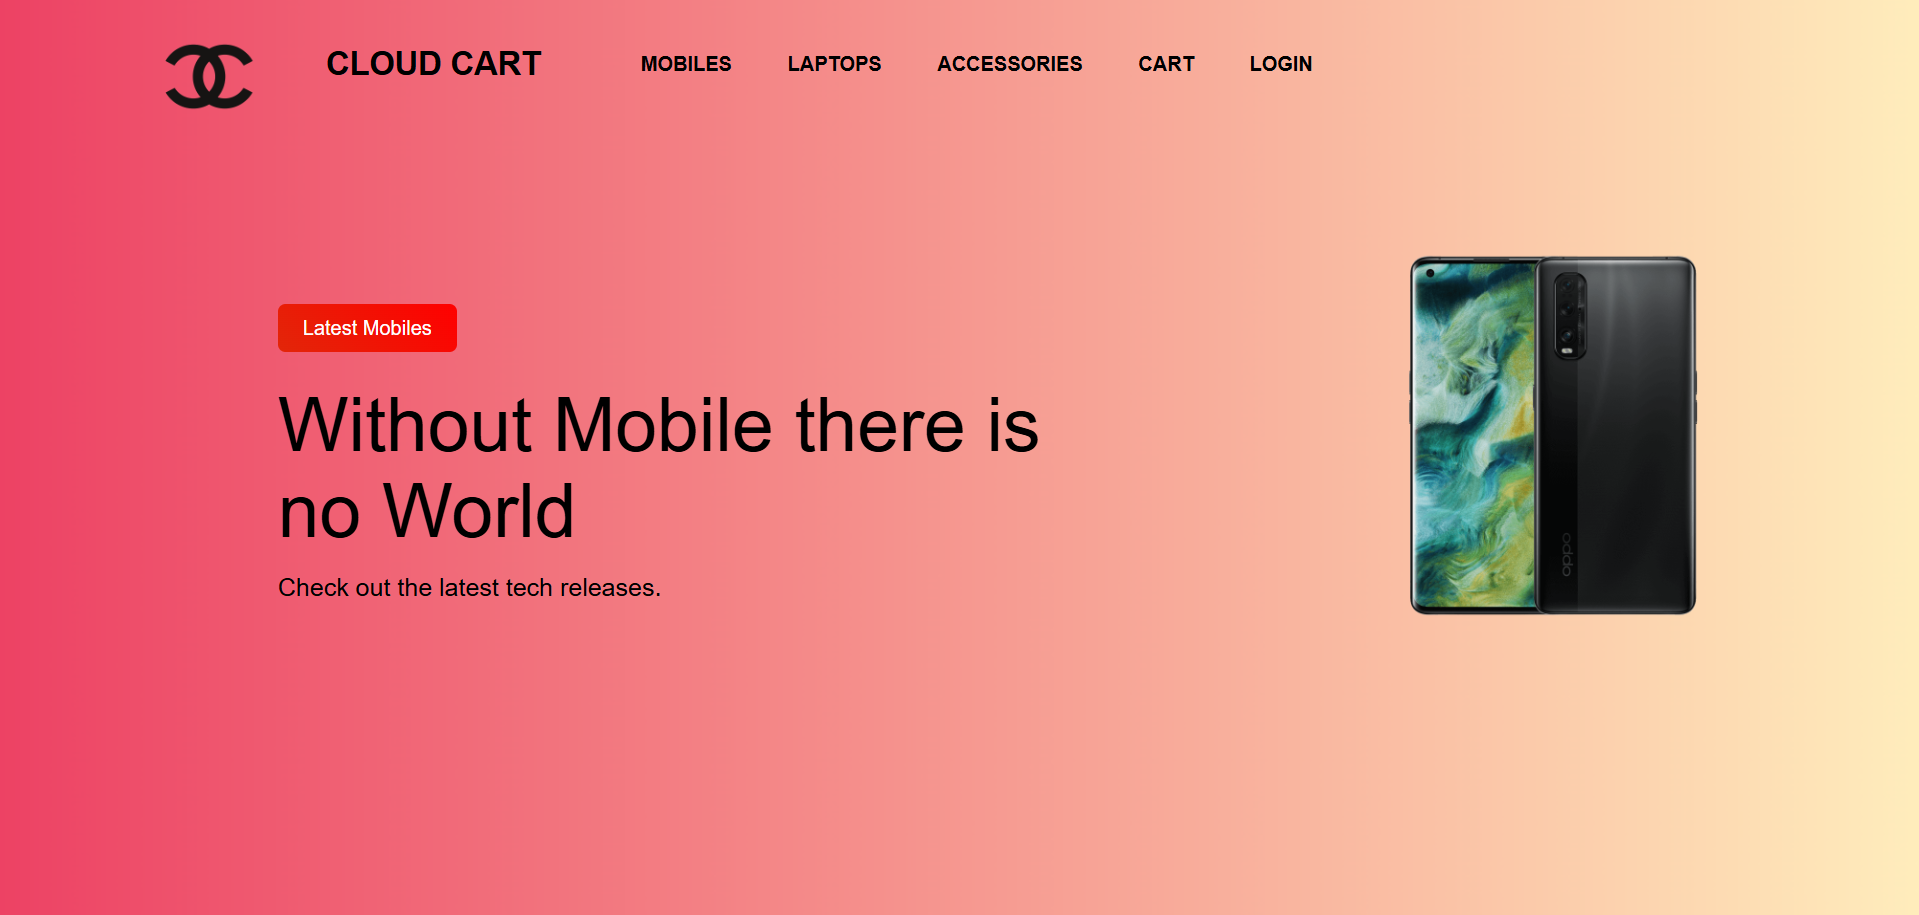 CLOUD CART
MOBILES LAPTOPS ACCESSORIES CART LOGIN
Latest Mobiles
Without Mobile there is
no World
Check out the latest tech releases.
oppo